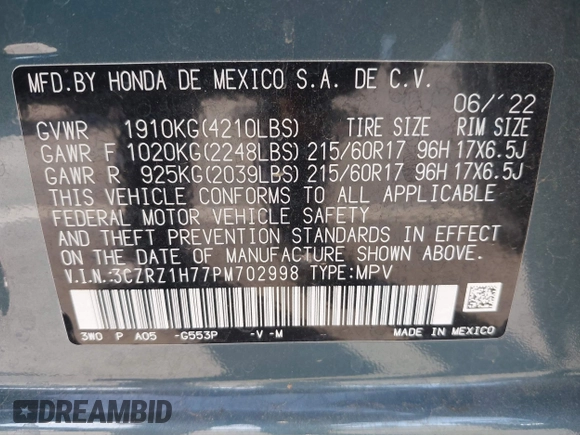 MFD.BY HONDA DE MEXICO S.A. DE C.V.
06/'22
GVWR 1910KG(4210LBS) TIRE SIZE RIM SIZE
GAWR F 1020KG(2248LBS) 215/60R17 96H 17X6.5J
GAWR R 925KG(2039LBS) 215/60R17 96H 17X6.5J
THIS VEHICLE CONFORMS TO ALL APPLICABLE
FEDERAL MOTOR VEHICLE SAFETY
AND THEFT PREVENTION STANDARDS IN EFFECT
ON THE DATE OF MANUFACTURE SHOWN ABOVE.
V.I.N.:3CZRZ1H77PM702998 TYPE:MPV
3W0 P A05 -G553P -V -M MADE IN MEXICO
DREAMBID